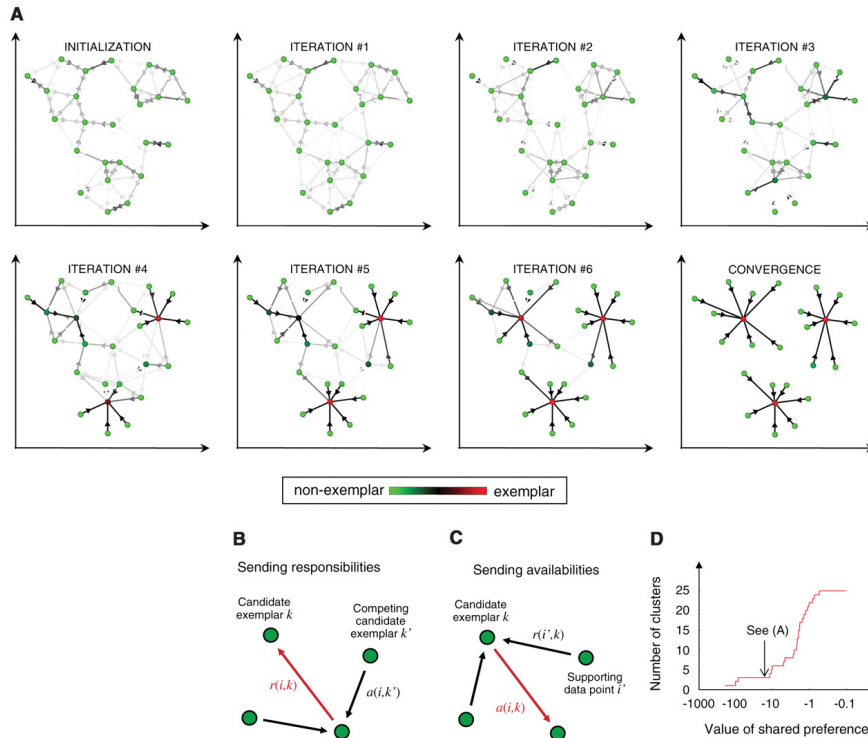 A
INITIALIZATION
ITERATION #1
ITERATION #2
ITERATION #3
ITERATION #4
ITERATION #5
ITERATION #6
CONVERGENCE
non-exemplar
exemplar
B
Sending responsibilities
Candidate
exemplar k
Competing
candidate
exemplar k'
r(i,k)
a(i,k')
C
Sending availabilities
Candidate
exemplar k
r(i',k)
Supporting
data point i'
a(i,k)
D
Number of clusters
25
20
15
10
5
0
See (A)
-1000
-100
-10
-1
-0.1
Value of shared preference